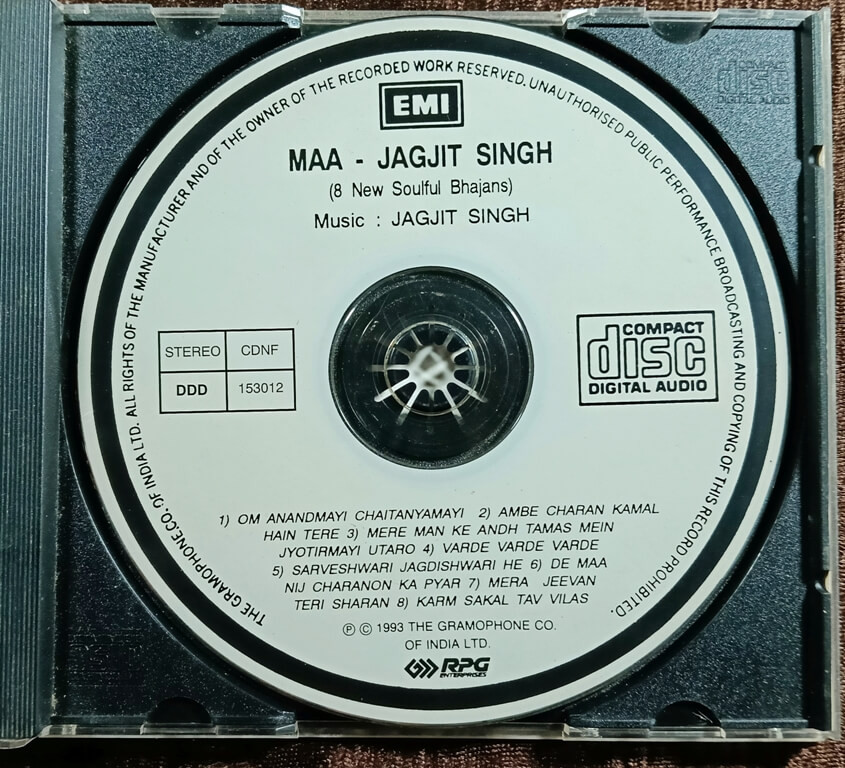 EMI
MAA - JAGJIT SINGH
(8 New Soulful Bhajans)
Music : JAGJIT SINGH
STEREO CDNF
DDD 153012
COMPACT
disc
DIGITAL AUDIO
1) OM ANANDMAYI CHAITANYAMAYI 2) AMBE CHARAN KAMAL
HAIN TERE 3) MERE MAN KE ANDH TAMAS MEIN
JYOTIRMAYI UTARO 4) VARDE VARDE VARDE
5) SARVESHWARI JAGDISHWARI HE 6) DE MAA
NIJ CHARANON KA PYAR 7) MERA JEEVAN
TERI SHARAN 8) KARM SAKAL TAV VILAS
Ⓟ © 1993 THE GRAMOPHONE CO.
OF INDIA LTD.
RPG
ENTERPRISES
THE GRAMOPHONE.CO.OF INDIA LTD. ALL RIGHTS OF THE MANUFACTURER AND OF THE OWNER OF THE RECORDED WORK RESERVED. UNAUTHORISED PUBLIC PERFORMANCE BROADCASTING AND COPYING OF THIS RECORD PROHIBITED.
COMPACT
disc
DIGITAL AUDIO